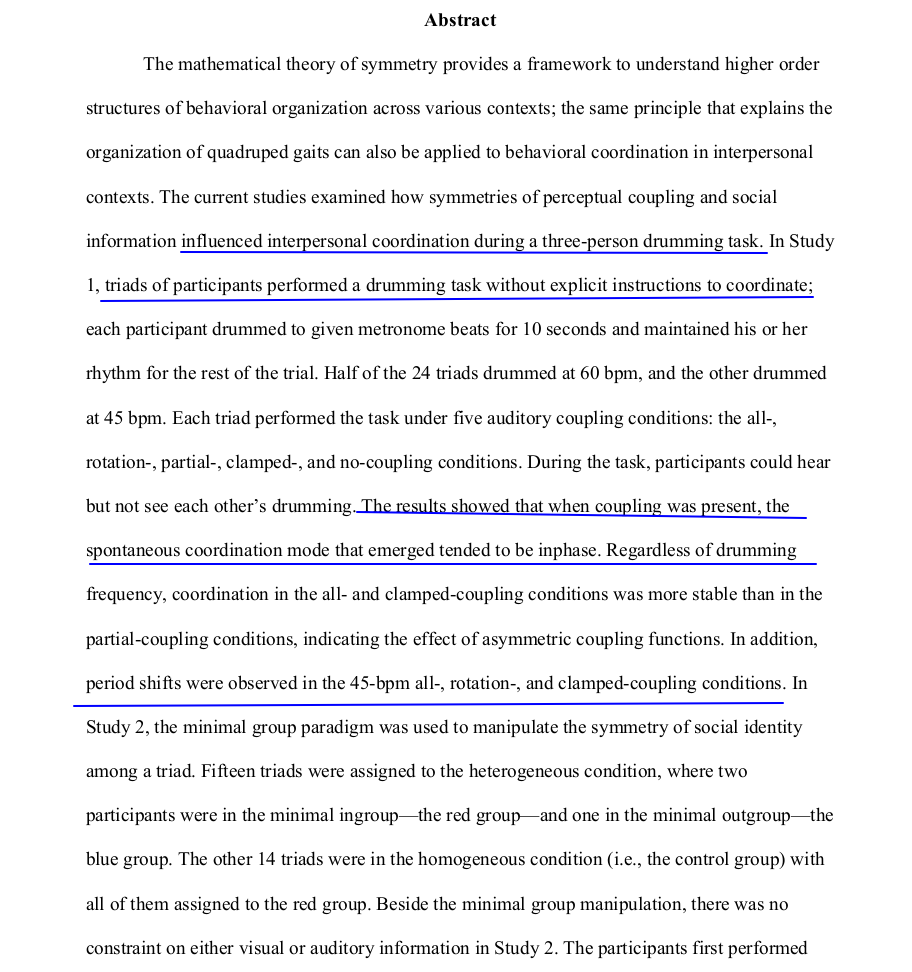 Abstract
The mathematical theory of symmetry provides a framework to understand higher order
structures of behavioral organization across various contexts; the same principle that explains the
organization of quadruped gaits can also be applied to behavioral coordination in interpersonal
contexts. The current studies examined how symmetries of perceptual coupling and social
information influenced interpersonal coordination during a three-person drumming task. In Study
1, triads of participants performed a drumming task without explicit instructions to coordinate;
each participant drummed to given metronome beats for 10 seconds and maintained his or her
rhythm for the rest of the trial. Half of the 24 triads drummed at 60 bpm, and the other drummed
at 45 bpm. Each triad performed the task under five auditory coupling conditions: the all-,
rotation-, partial-, clamped-, and no-coupling conditions. During the task, participants could hear
but not see each other’s drumming. The results showed that when coupling was present, the
spontaneous coordination mode that emerged tended to be inphase. Regardless of drumming
frequency, coordination in the all- and clamped-coupling conditions was more stable than in the
partial-coupling conditions, indicating the effect of asymmetric coupling functions. In addition,
period shifts were observed in the 45-bpm all-, rotation-, and clamped-coupling conditions. In
Study 2, the minimal group paradigm was used to manipulate the symmetry of social identity
among a triad. Fifteen triads were assigned to the heterogeneous condition, where two
participants were in the minimal ingroup—the red group—and one in the minimal outgroup—the
blue group. The other 14 triads were in the homogeneous condition (i.e., the control group) with
all of them assigned to the red group. Beside the minimal group manipulation, there was no
constraint on either visual or auditory information in Study 2. The participants first performed